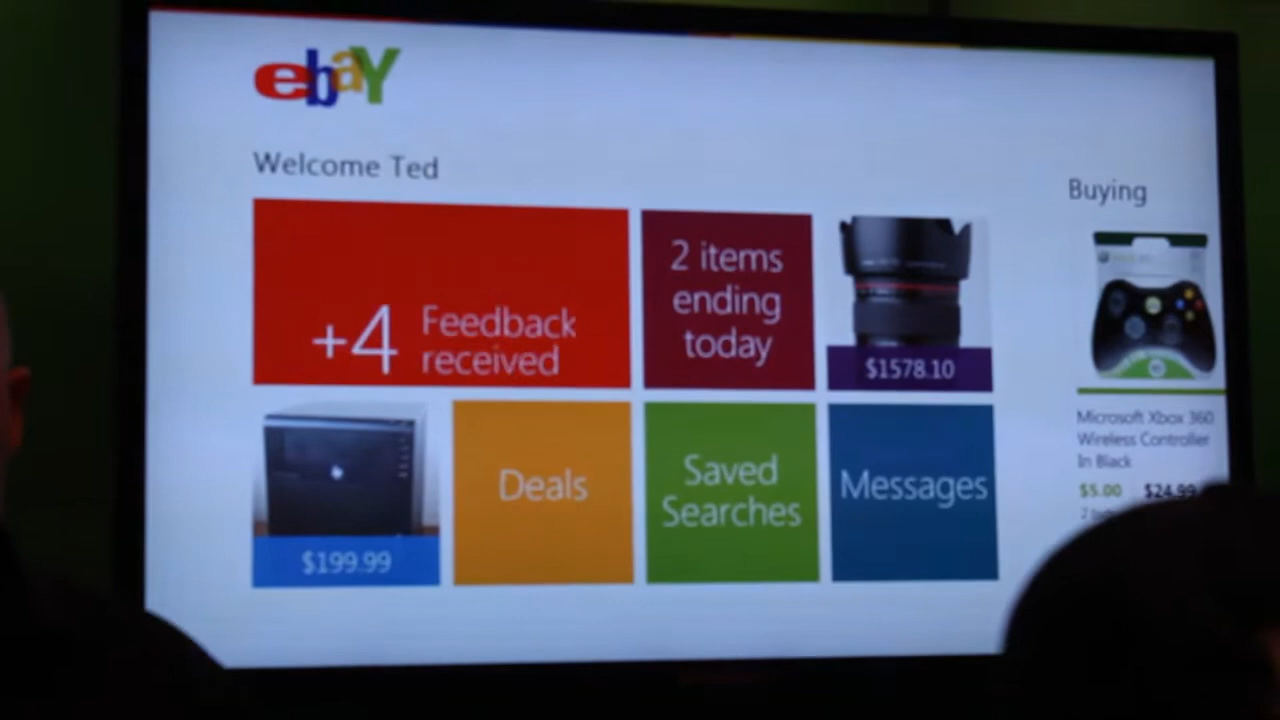 ebaY
Welcome Ted
+4
Feedback
received
2 items
ending
today
$1578.10
$199.99
Deals
Saved
Searches
Messages
Buying
Microsoft Xbox 360
Wireless Controller
In Black
$5.00 $24.99
2